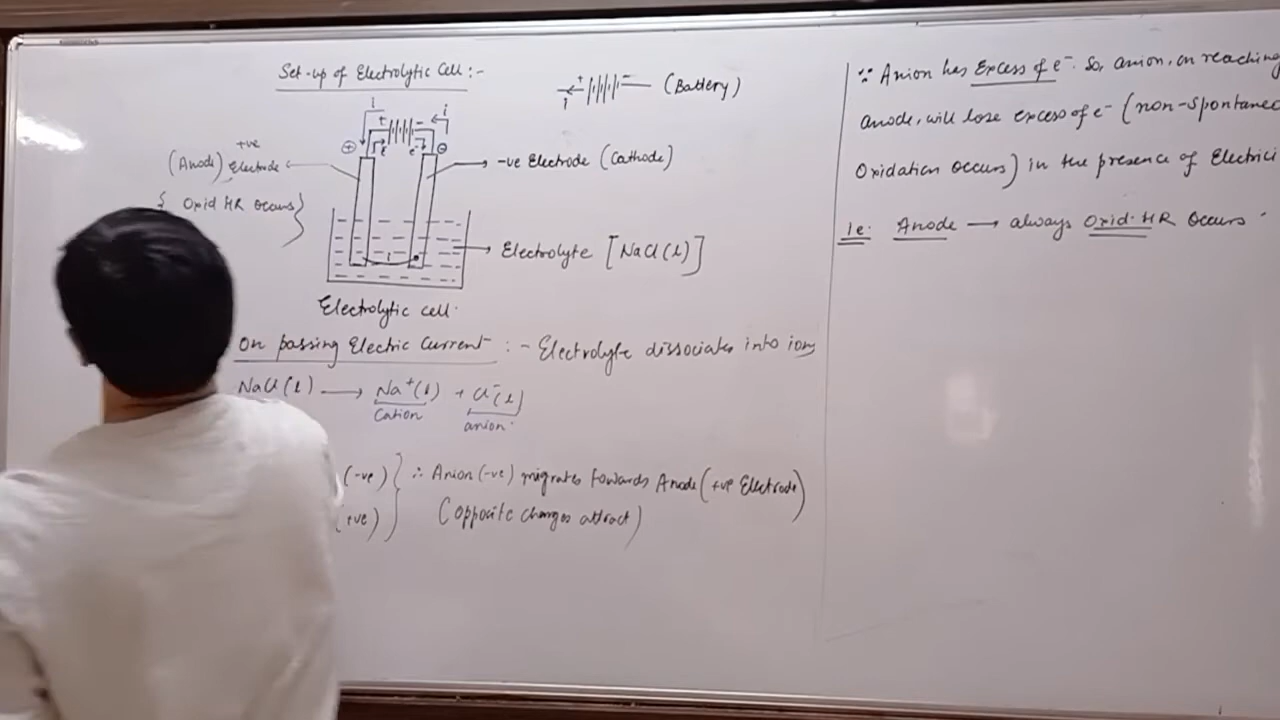 Set-up of Electrolytic Cell :-
+ - (Battery)
i
i i
+ -
⊕ e⁻ e⁻ ⊖
+ve
(Anode) Electrode
{ Oxid HR Occurs }
-ve Electrode (Cathode)
Electrolyte [NaCl(l)]
Electrolytic cell.
On passing Electric Current :- Electrolyte dissociates into ions
NaCl(l) → Na⁺(l) + Cl⁻(l)
Cation
anion.
(-ve) } ∴ Anion (-ve) migrates towards Anode (+ve Electrode)
(+ve) (opposite charges attract)
∵ Anion has Excess of e⁻. So, anion, on reaching
anode, will lose excess of e⁻ (non-spontaneo
Oxidation occurs) in the presence of Electrici
ie. Anode → always Oxid. HR Occurs.